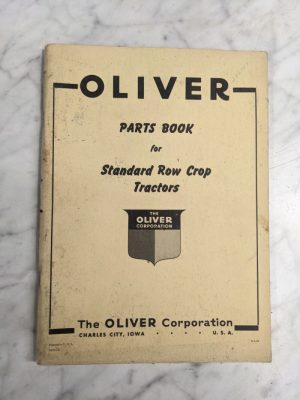 OLIVER
PARTS BOOK
for
Standard Row Crop
Tractors
THE
OLIVER
CORPORATION
The OLIVER Corporation
CHARLES CITY, IOWA • • • • • U. S. A.